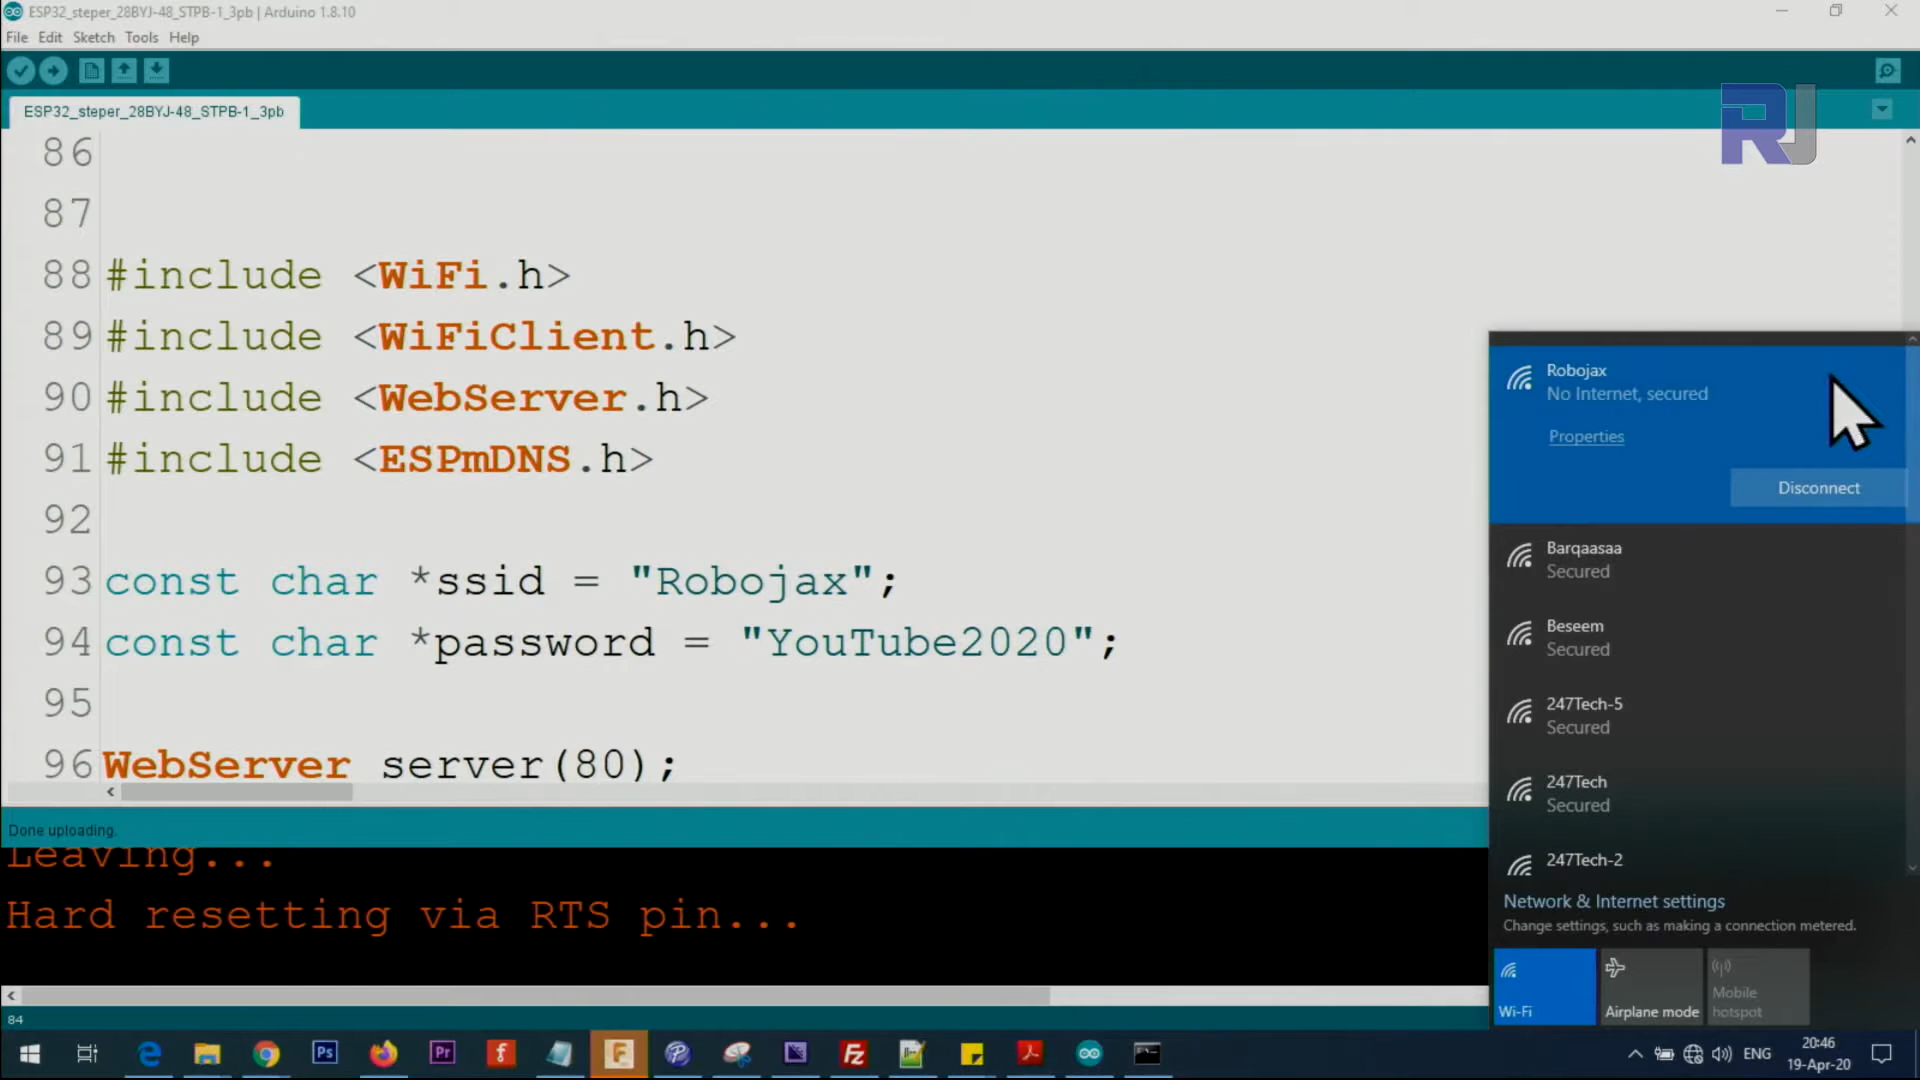 ESP32_steper_28BYJ-48_STPB-1_3pb | Arduino 1.8.10
File Edit Sketch Tools Help
RJ
ESP32_steper_28BYJ-48_STPB-1_3pb
86
87
88 #include <WiFi.h>
89 #include <WiFiClient.h>
90 #include <WebServer.h>
91 #include <ESPmDNS.h>
92
93 const char *ssid = "Robojax";
94 const char *password = "YouTube2020";
95
96 WebServer server(80);
Done uploading.
Leaving...
Hard resetting via RTS pin...
84
Robojax
No Internet, secured
Properties
Disconnect
Barqaasaa
Secured
Beseem
Secured
247Tech-5
Secured
247Tech
Secured
247Tech-2
Network & Internet settings
Change settings, such as making a connection metered.
Wi-Fi
Airplane mode
Mobile
hotspot
Ps
Pr
f
F
P
Fz
ENG
20:46
19-Apr-20